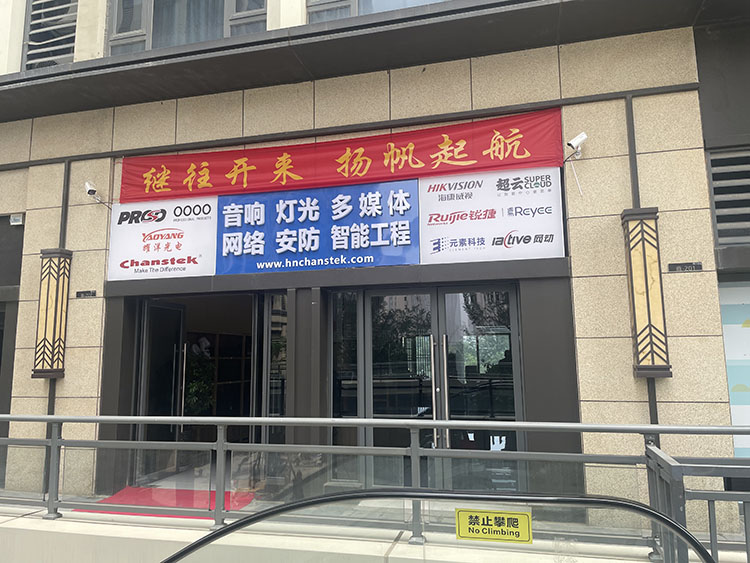 继往开来 扬帆起航
PROSO
PROFESSIONAL PRODUCTS
YAOYANG
耀洋光电
Chanstek®
Make The Difference
音响 灯光 多媒体
网络 安防 智能工程
www.hnchanstek.com
HIKVISION
海康威视
超云 SUPER CLOUD
Ruijie锐捷
REYEE
元素科技
iactive 网动
禁止攀爬
No Climbing